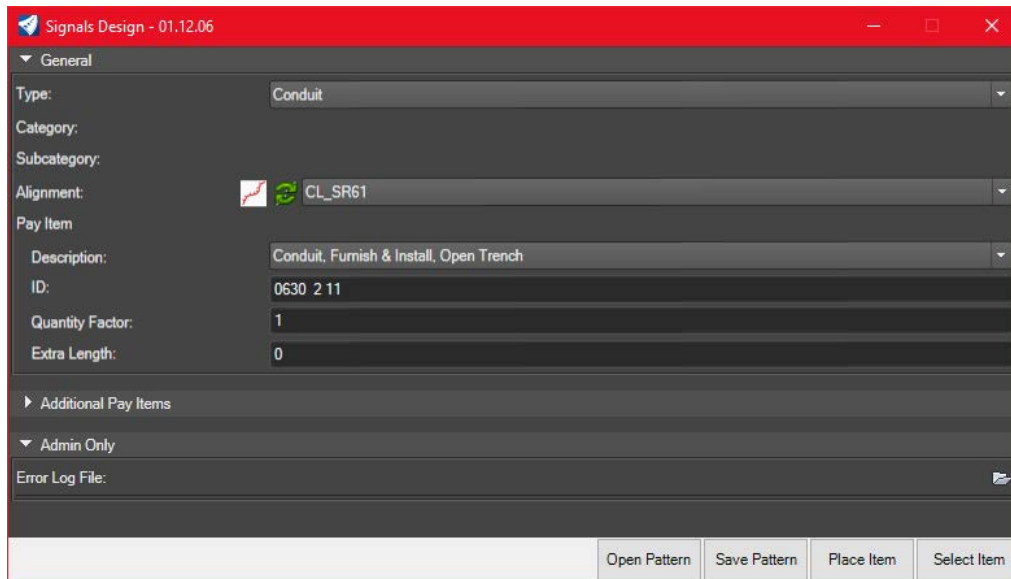 Signals Design - 01.12.06
General
Type: Conduit
Category:
Subcategory:
Alignment: CL_SR61
Pay Item
Description: Conduit, Furnish & Install, Open Trench
ID: 0630 2 11
Quantity Factor: 1
Extra Length: 0
Additional Pay Items
Admin Only
Error Log File:
Open Pattern Save Pattern Place Item Select Item